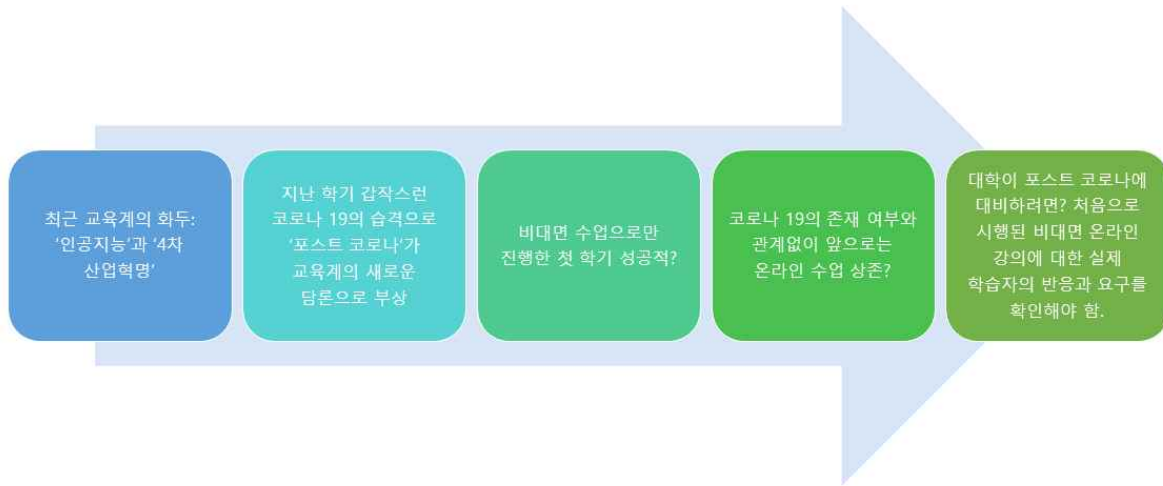 최근 교육계의 화두:
'인공지능'과 '4차
산업혁명'
지난 학기 갑작스런
코로나 19의 습격으로
'포스트 코로나'가
교육계의 새로운
담론으로 부상
비대면 수업으로만
진행한 첫 학기 성공적?
코로나 19의 존재 여부와
관계없이 앞으로는
온라인 수업 상존?
대학이 포스트 코로나에
대비하려면? 처음으로
시행된 비대면 온라인
강의에 대한 실제
학습자의 반응과 요구를
확인해야 함.